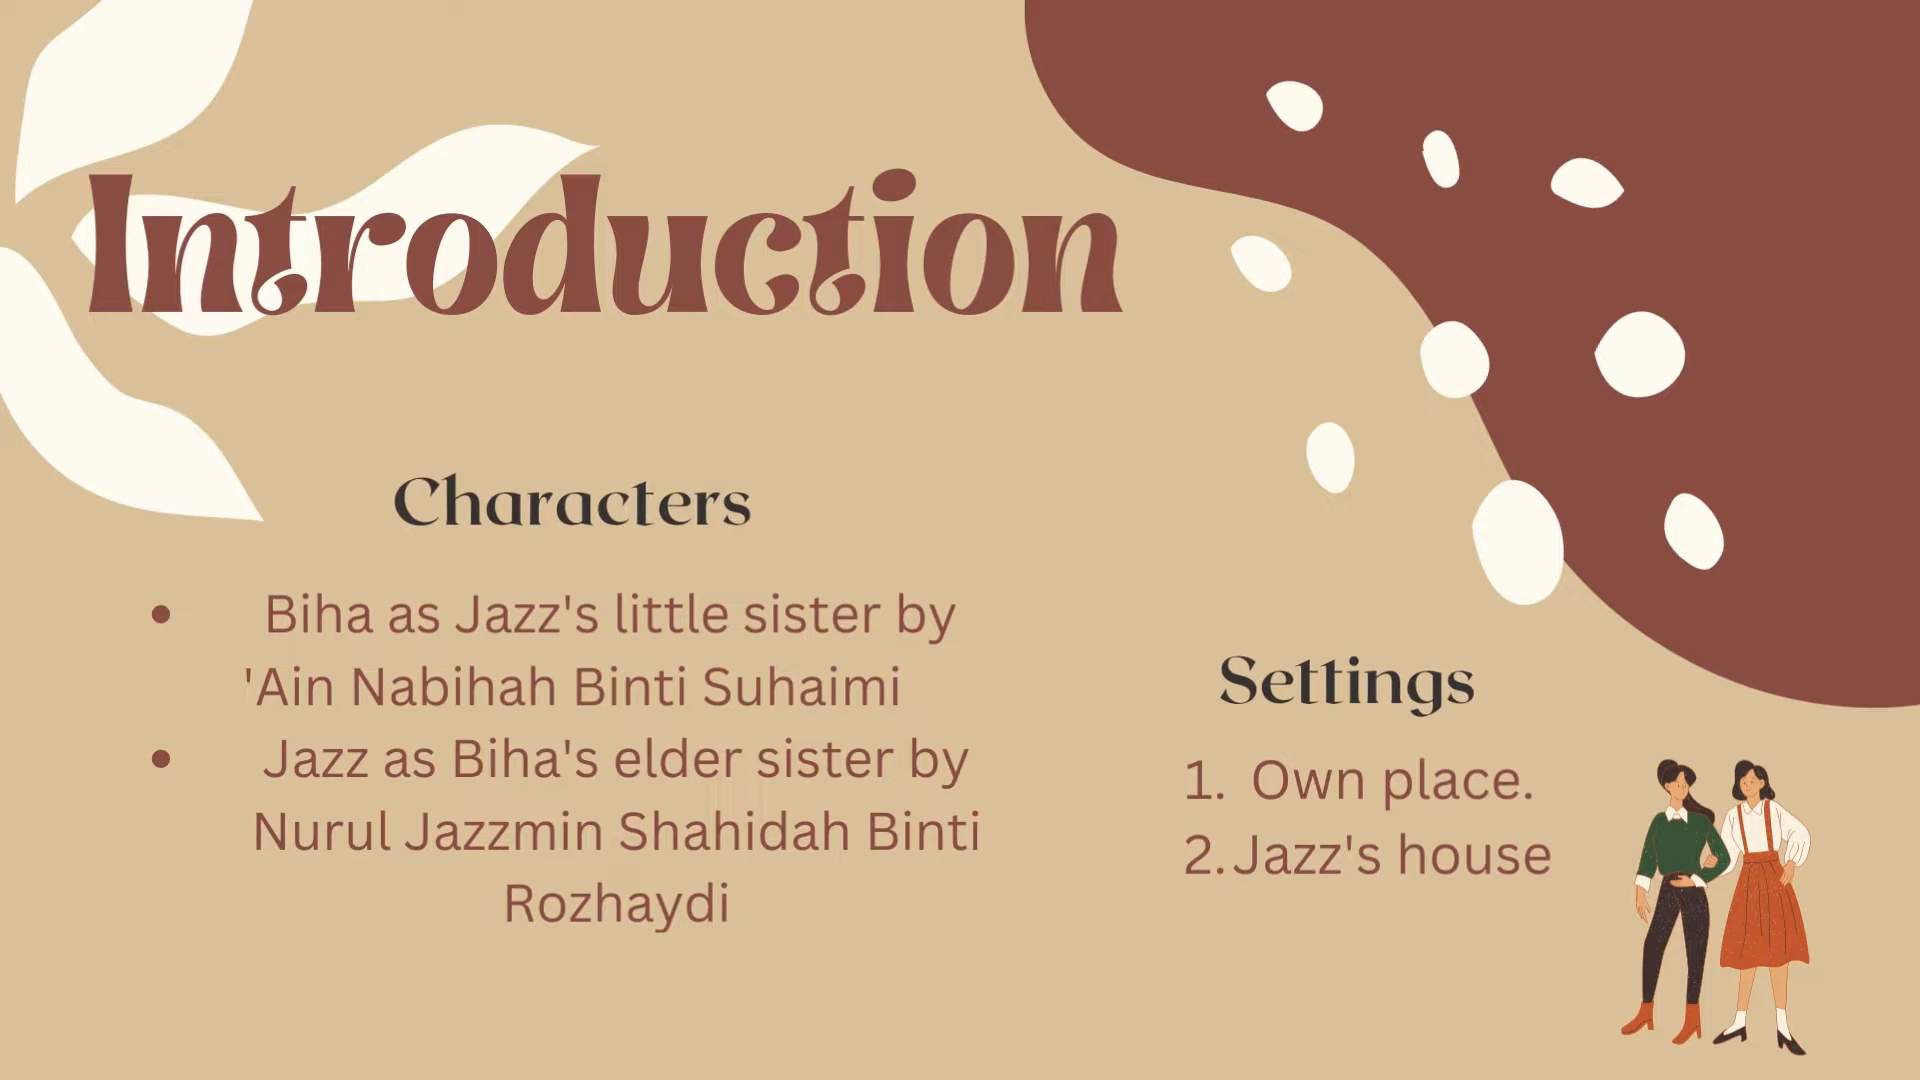 Introduction
Characters
• Biha as Jazz's little sister by
'Ain Nabihah Binti Suhaimi
• Jazz as Biha's elder sister by
Nurul Jazzmin Shahidah Binti
Rozhaydi
Settings
1. Own place.
2. Jazz's house